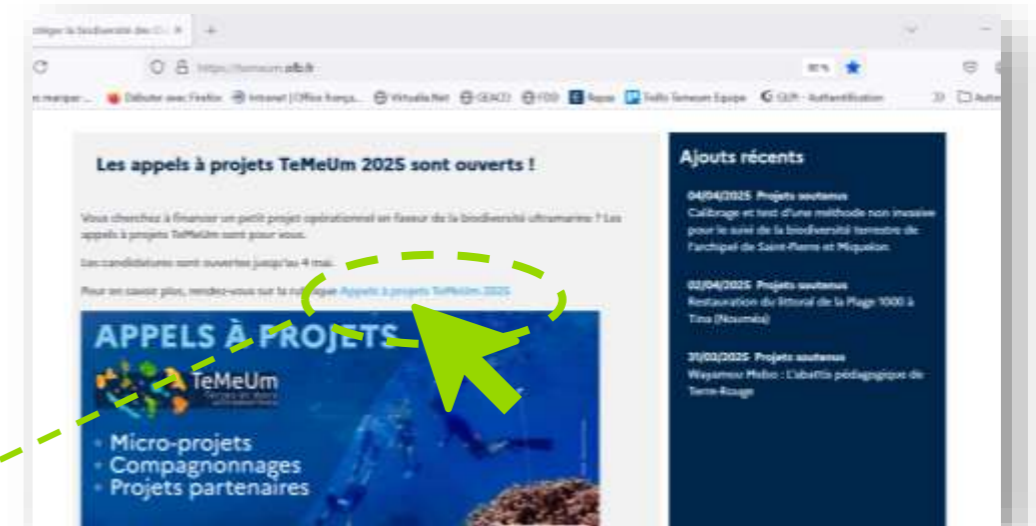 https://temeum.ofb.fr
Les appels à projets TeMeUm 2025 sont ouverts !
Vous cherchez à financer un petit projet opérationnel en faveur de la biodiversité ultramarine ? Les
appels à projets TeMeUm sont pour vous.
Les candidatures sont ouvertes jusqu'au 4 mai.
Pour en savoir plus, rendez-vous sur la rubrique Appels à projets TeMeUm 2025
APPELS À PROJETS
TeMeUm
• Micro-projets
• Compagnonnages
• Projets partenaires
Ajouts récents
04/04/2025 Projets soutenus
Calibrage et test d'une méthode non invasive
pour le suivi de la biodiversité terrestre de
l'archipel de Saint-Pierre et Miquelon
02/04/2025 Projets soutenus
Restauration du littoral de la Plage 1000 à
Tina (Nouméa)
31/03/2025 Projets soutenus
L'abattis pédagogique de
Terre-Rouge